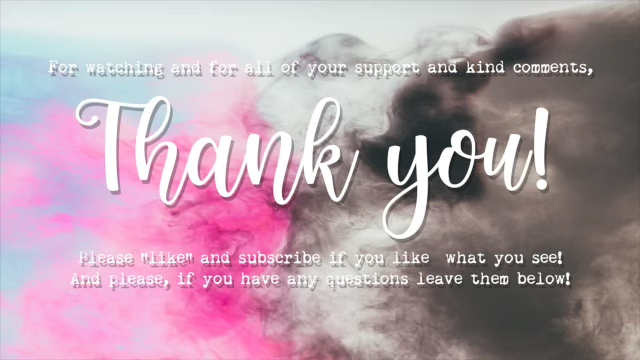 For watching and for all of your support and kind comments,
Thank you!
Please "like" and subscribe if you like what you see!
And please, if you have any questions leave them below!